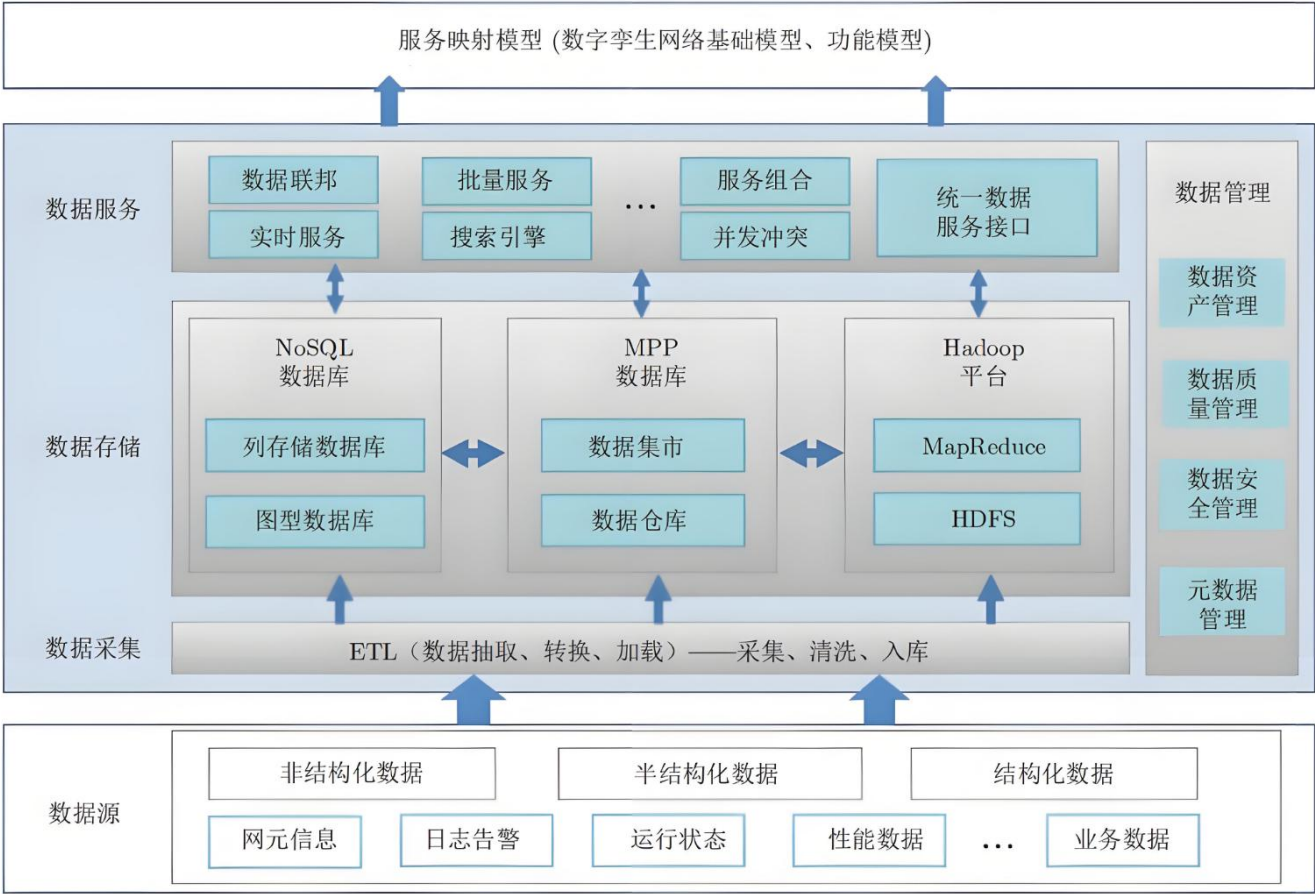 服务映射模型 (数字孪生网络基础模型、功能模型)
数据服务
数据联邦
批量服务
服务组合
实时服务
搜索引擎
…
并发冲突
统一数据
服务接口
数据存储
NoSQL
数据库
列存储数据库
图型数据库
MPP
数据库
数据集市
数据仓库
Hadoop
平台
MapReduce
HDFS
数据采集
ETL（数据抽取、转换、加载）——采集、清洗、入库
数据管理
数据资
产管理
数据质
量管理
数据安
全管理
元数据
管理
数据源
非结构化数据
半结构化数据
结构化数据
网元信息
日志告警
运行状态
性能数据
…
业务数据